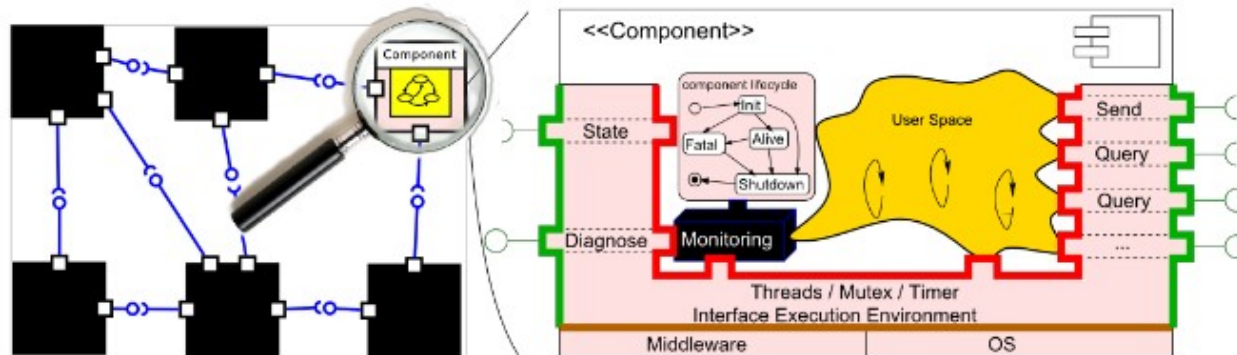 Component
<<Component>>
component lifecycle
Init
Fatal
Alive
Shutdown
State
Diagnose
Monitoring
User Space
Send
Query
Query
...
Threads / Mutex / Timer
Interface Execution Environment
Middleware
OS